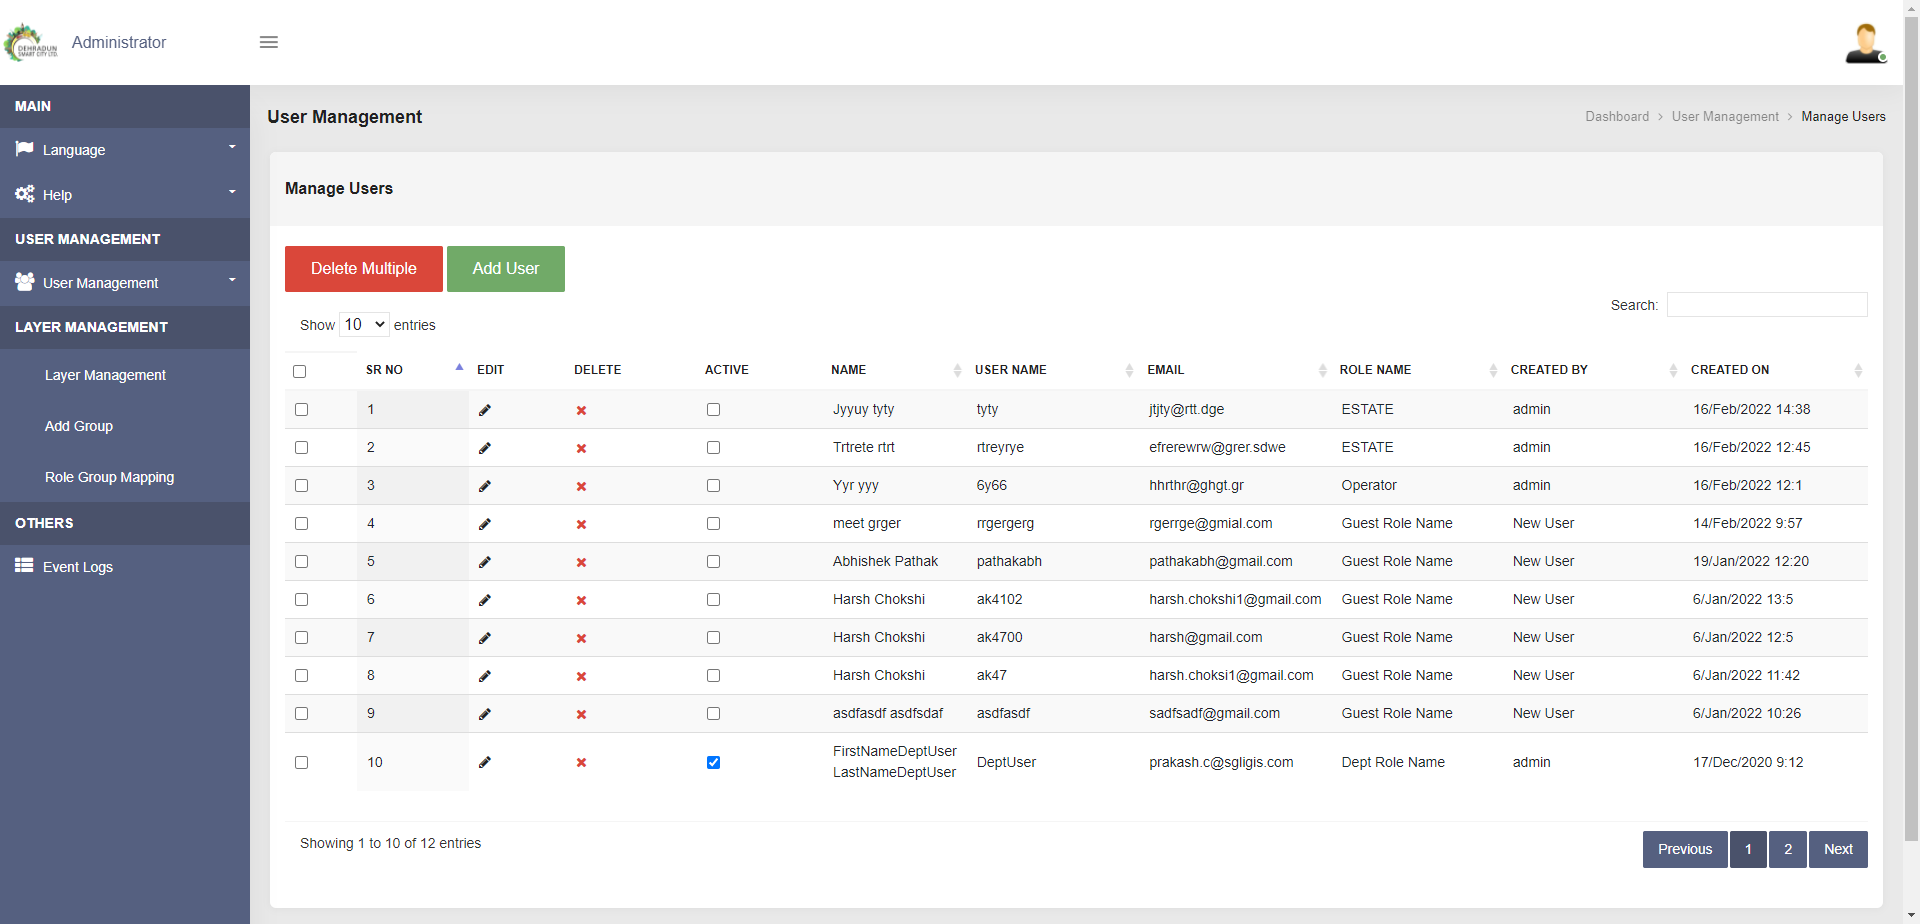 DEHRADUN
SMART CITY LTD.
Administrator
MAIN
Language
Help
USER MANAGEMENT
User Management
LAYER MANAGEMENT
Layer Management
Add Group
Role Group Mapping
OTHERS
Event Logs
User Management
Dashboard > User Management > Manage Users
Manage Users
Delete Multiple Add User
Search:
Show 10 entries
SR NO EDIT DELETE ACTIVE NAME USER NAME EMAIL ROLE NAME CREATED BY CREATED ON
1 Jyyuy tyty tyty jtjty@rtt.dge ESTATE admin 16/Feb/2022 14:38
2 Trtrete rtrt rtreyrye efrerewrw@grer.sdwe ESTATE admin 16/Feb/2022 12:45
3 Yyr yyy 6y66 hhrthr@ghgt.gr Operator admin 16/Feb/2022 12:1
4 meet grger rrgergerg rgerrge@gmial.com Guest Role Name New User 14/Feb/2022 9:57
5 Abhishek Pathak pathakabh pathakabh@gmail.com Guest Role Name New User 19/Jan/2022 12:20
6 Harsh Chokshi ak4102 harsh.chokshi1@gmail.com Guest Role Name New User 6/Jan/2022 13:5
7 Harsh Chokshi ak4700 harsh@gmail.com Guest Role Name New User 6/Jan/2022 12:5
8 Harsh Chokshi ak47 harsh.choksi1@gmail.com Guest Role Name New User 6/Jan/2022 11:42
9 asdfasdf asdfsdaf asdfasdf sadfsadf@gmail.com Guest Role Name New User 6/Jan/2022 10:26
10 FirstNameDeptUser LastNameDeptUser DeptUser prakash.c@sgligis.com Dept Role Name admin 17/Dec/2020 9:12
Showing 1 to 10 of 12 entries
Previous 1 2 Next